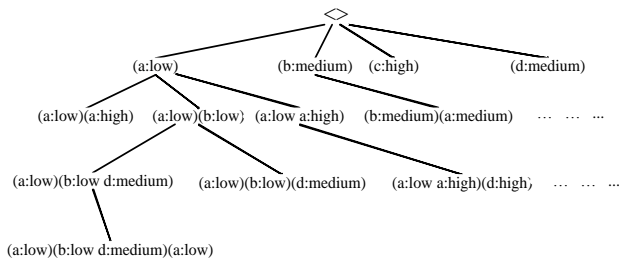 <>
(a:low) (b:medium) (c:high) (d:medium)
(a:low)(a:high) (a:low)(b:low) (a:low a:high) (b:medium)(a:medium) … … ...
(a:low)(b:low d:medium) (a:low)(b:low)(d:medium) (a:low a:high)(d:high) … … ...
(a:low)(b:low d:medium)(a:low)